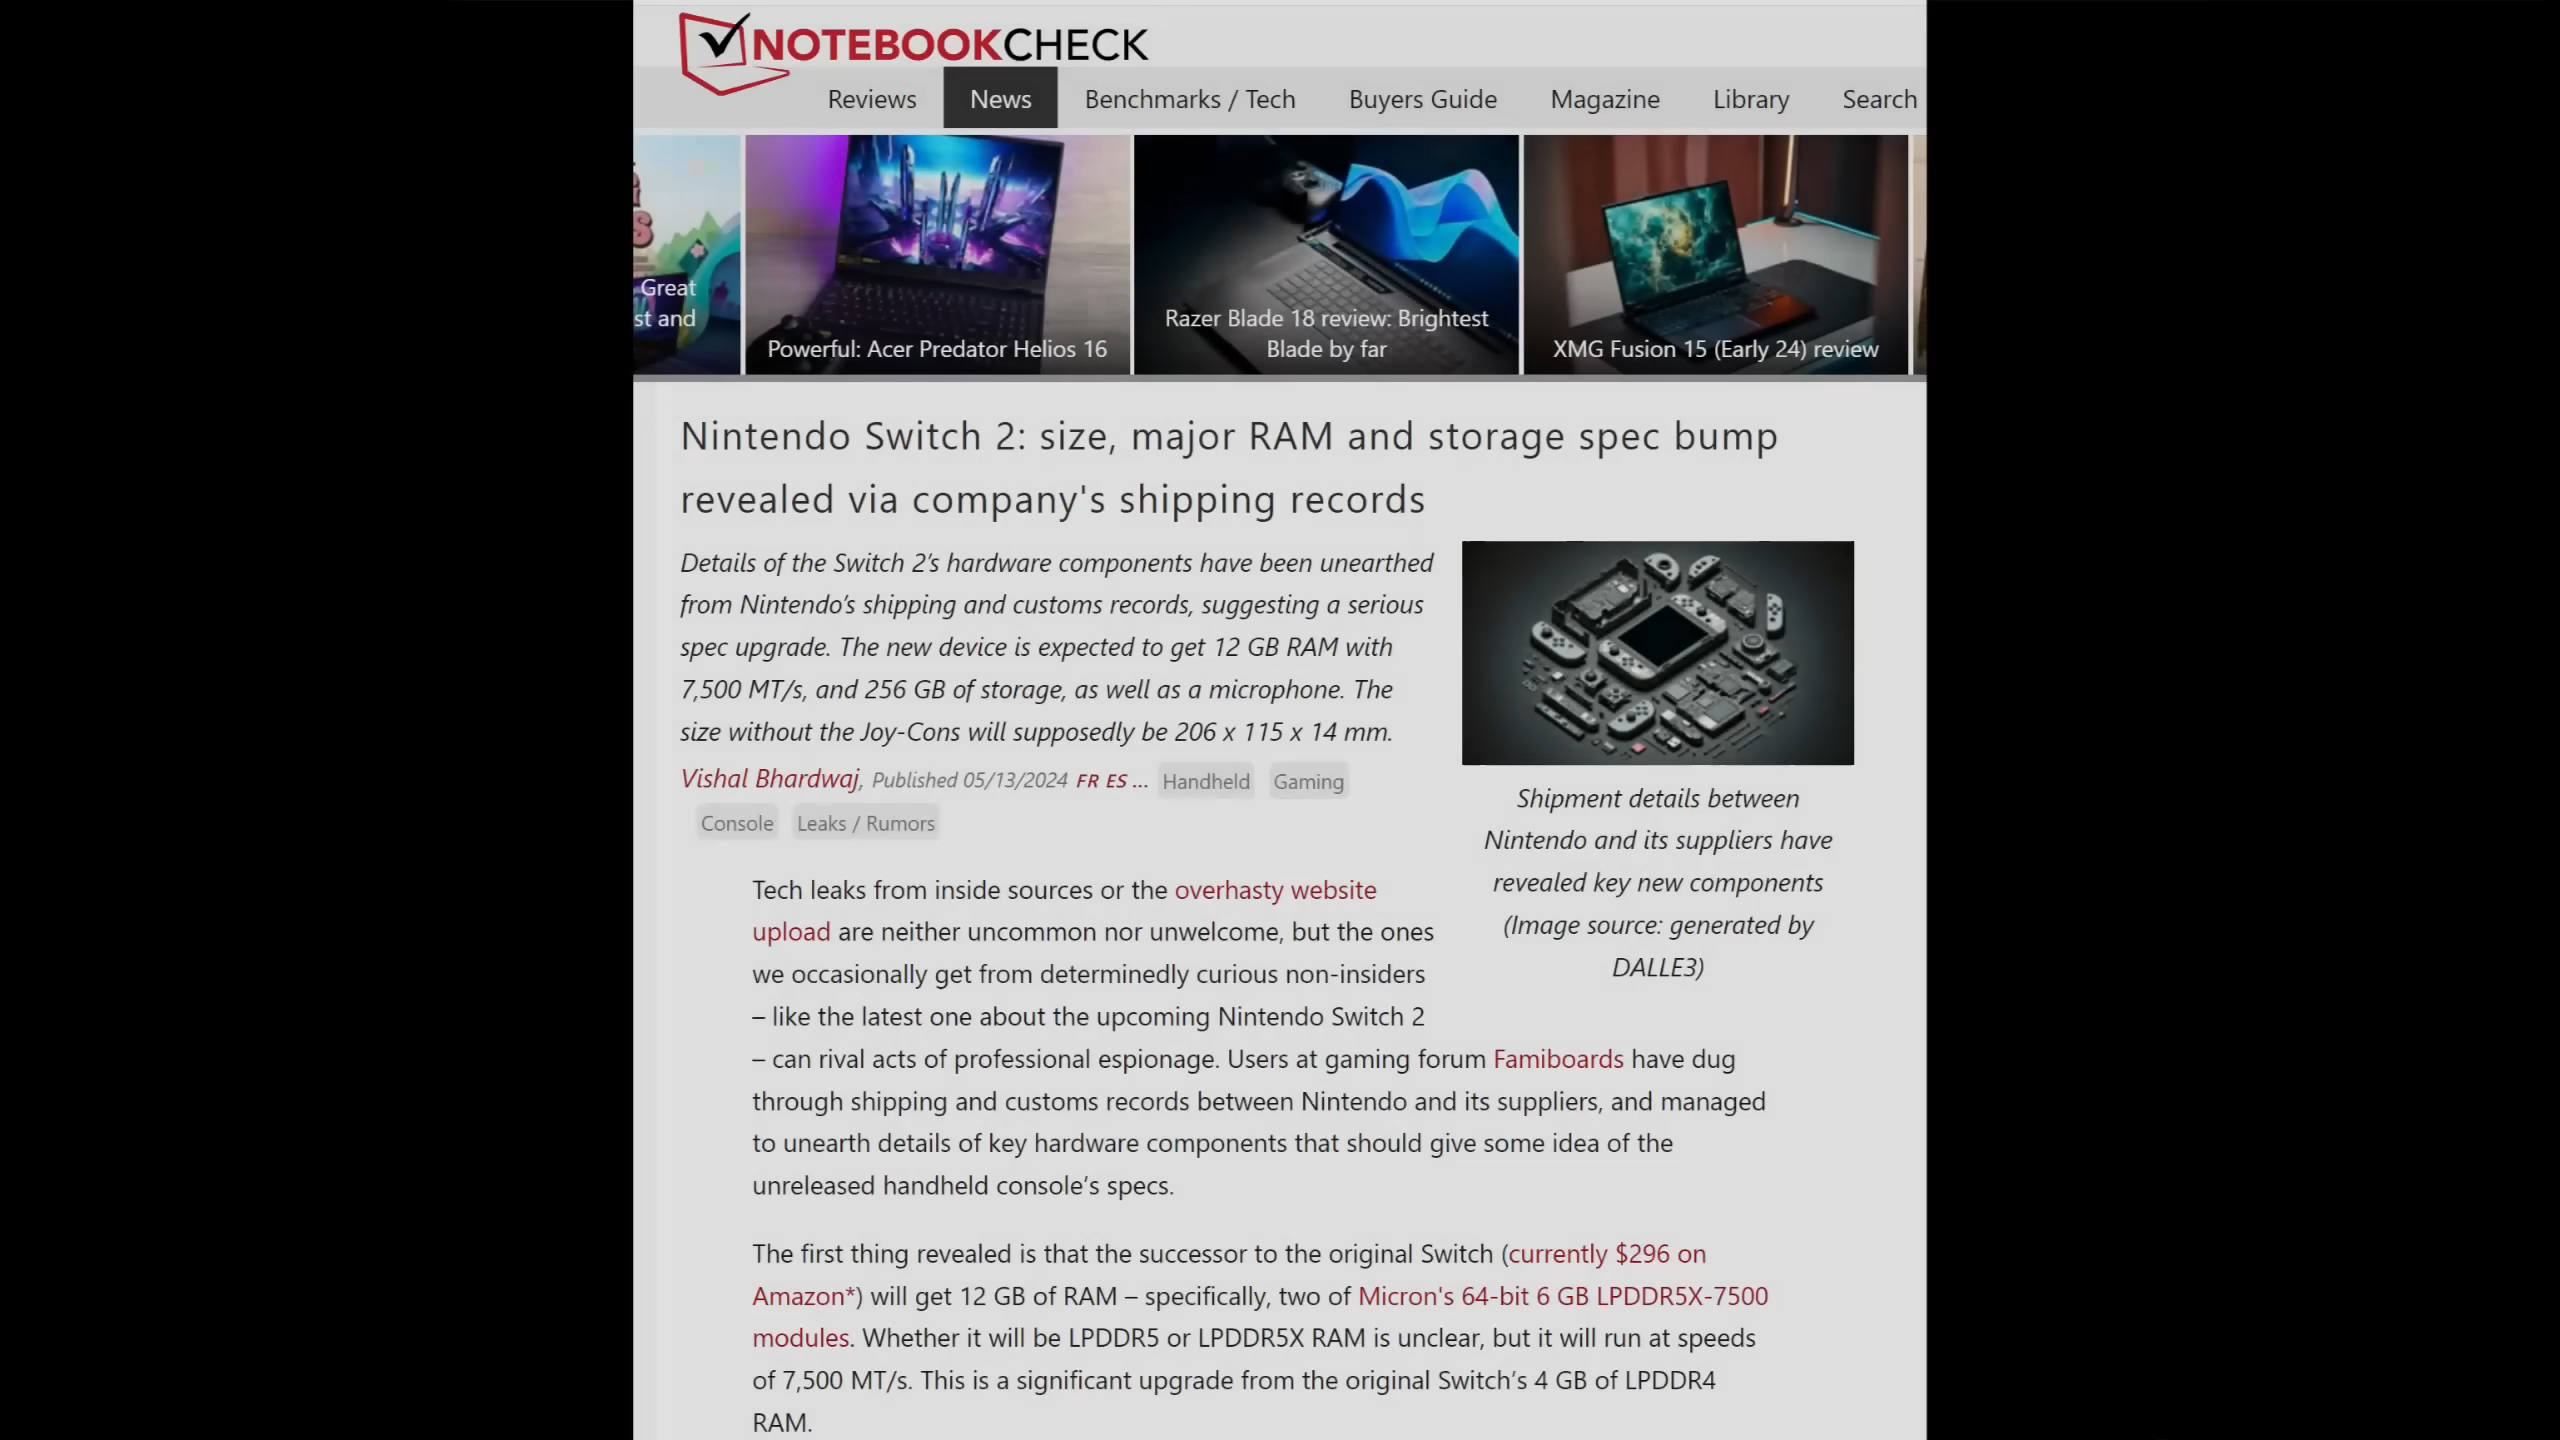 NOTEBOOKCHECK
Reviews News Benchmarks / Tech Buyers Guide Magazine Library Search
Great
st and
Powerful: Acer Predator Helios 16
Razer Blade 18 review: Brightest
Blade by far
XMG Fusion 15 (Early 24) review
Nintendo Switch 2: size, major RAM and storage spec bump
revealed via company's shipping records
Details of the Switch 2’s hardware components have been unearthed
from Nintendo’s shipping and customs records, suggesting a serious
spec upgrade. The new device is expected to get 12 GB RAM with
7,500 MT/s, and 256 GB of storage, as well as a microphone. The
size without the Joy-Cons will supposedly be 206 x 115 x 14 mm.
Vishal Bhardwaj, Published 05/13/2024 FR ES ... Handheld Gaming
Console Leaks / Rumors
Shipment details between
Nintendo and its suppliers have
revealed key new components
(Image source: generated by
DALLE3)
Tech leaks from inside sources or the overhasty website
upload are neither uncommon nor unwelcome, but the ones
we occasionally get from determinedly curious non-insiders
– like the latest one about the upcoming Nintendo Switch 2
– can rival acts of professional espionage. Users at gaming forum Famiboards have dug
through shipping and customs records between Nintendo and its suppliers, and managed
to unearth details of key hardware components that should give some idea of the
unreleased handheld console’s specs.
The first thing revealed is that the successor to the original Switch (currently $296 on
Amazon*) will get 12 GB of RAM – specifically, two of Micron's 64-bit 6 GB LPDDR5X-7500
modules. Whether it will be LPDDR5 or LPDDR5X RAM is unclear, but it will run at speeds
of 7,500 MT/s. This is a significant upgrade from the original Switch’s 4 GB of LPDDR4
RAM.